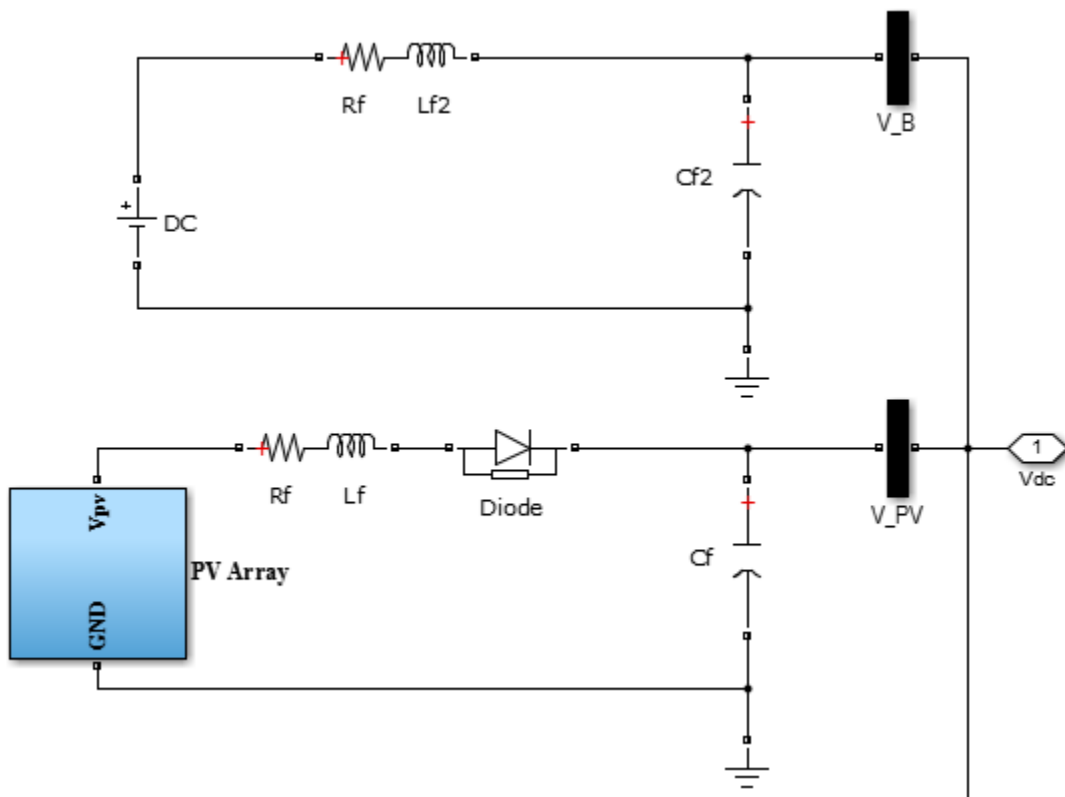 Rf Lf2
V_B
Cf2
+
DC
1
Vdc
Vpv
Rf Lf
Diode
V_PV
Cf
PV Array
GND